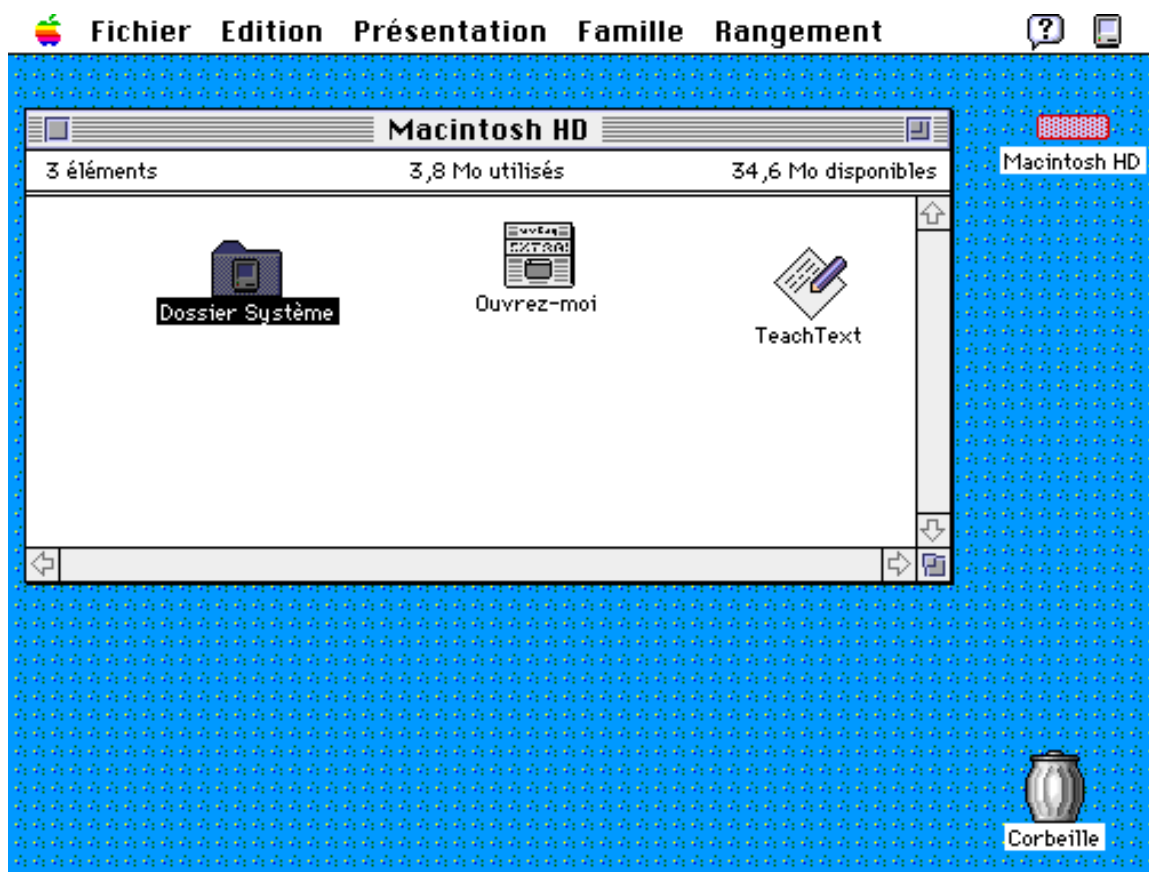 Fichier Edition Présentation Famille Rangement
Macintosh HD
3 éléments 3,8 Mo utilisés 34,6 Mo disponibles
Macintosh HD
EXTRA!
Dossier Système
Ouvrez-moi
TeachText
Corbeille